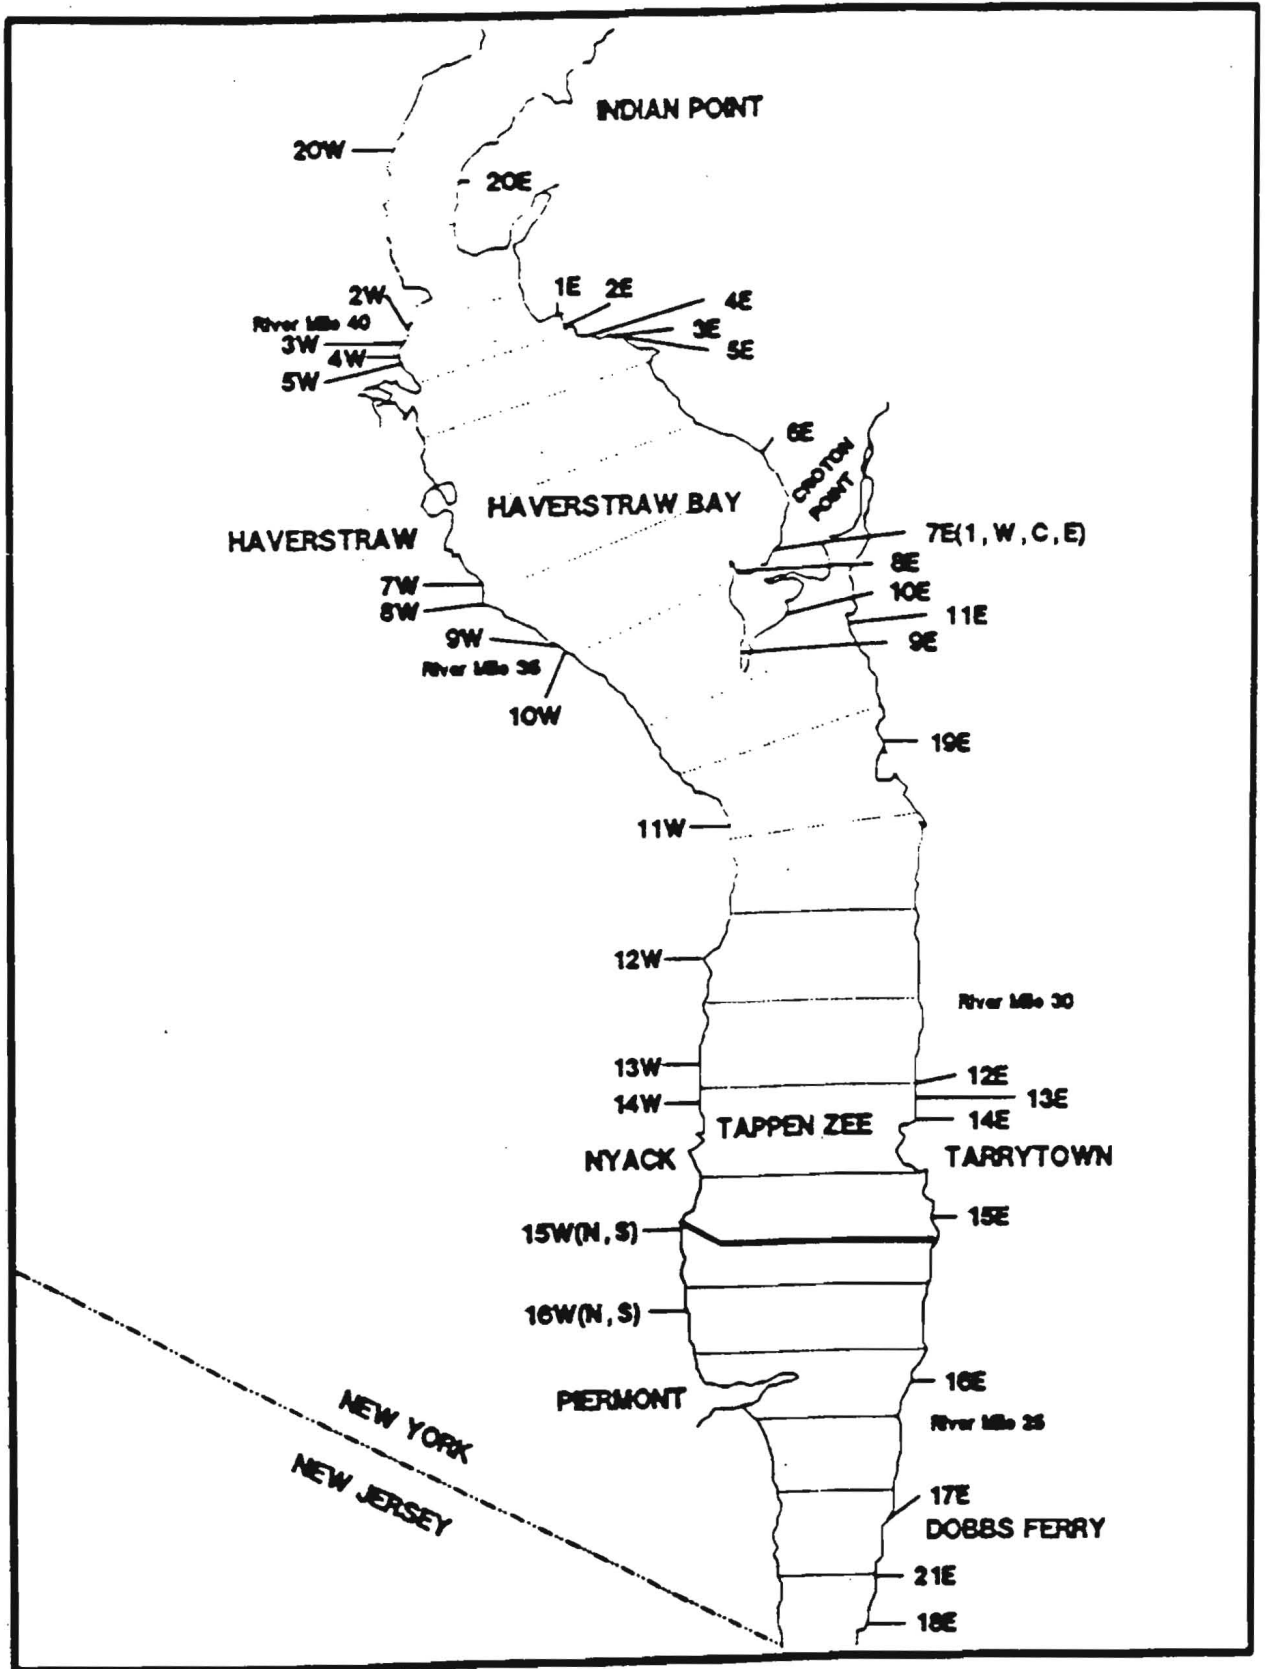 INDIAN POINT
20W
20E
1E
2E
2W
4E
River Mile 40
3E
3W
5E
4W
5W
6E
CROTON
POINT
HAVERSTRAW BAY
HAVERSTRAW
7E(1,W,C,E)
8E
7W
10E
8W
11E
9W
9E
River Mile 35
10W
19E
11W
12W
River Mile 30
13W
12E
13E
14W
14E
TAPPEN ZEE
NYACK
TARRYTOWN
15E
15W(N,S)
16W(N,S)
16E
PIERMONT
NEW YORK
River Mile 25
NEW JERSEY
17E
DOBBS FERRY
21E
18E